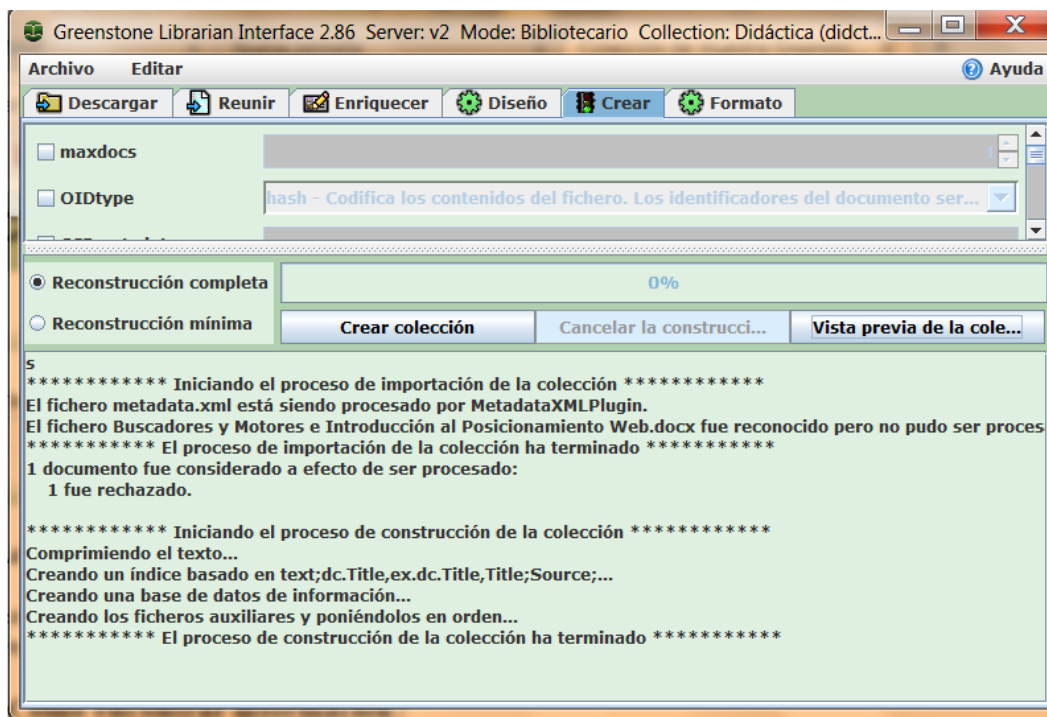 Greenstone Librarian Interface 2.86 Server: v2 Mode: Bibliotecario Collection: Didáctica (didct...
Archivo Editar Ayuda
Descargar Reunir Enriquecer Diseño Crear Formato
maxdocs 1
OIDtype hash - Codifica los contenidos del fichero. Los identificadores del documento ser...
Reconstrucción completa 0%
Reconstrucción mínima Crear colección Cancelar la construcci... Vista previa de la cole...
s
************ Iniciando el proceso de importación de la colección ************
El fichero metadata.xml está siendo procesado por MetadataXMLPlugin.
El fichero Buscadores y Motores e Introducción al Posicionamiento Web.docx fue reconocido pero no pudo ser proces
*********** El proceso de importación de la colección ha terminado ***********
1 documento fue considerado a efecto de ser procesado:
1 fue rechazado.
************ Iniciando el proceso de construcción de la colección ************
Comprimiendo el texto...
Creando un índice basado en text;dc.Title,ex.dc.Title,Title;Source;...
Creando una base de datos de información...
Creando los ficheros auxiliares y poniéndolos en orden...
*********** El proceso de construcción de la colección ha terminado ***********